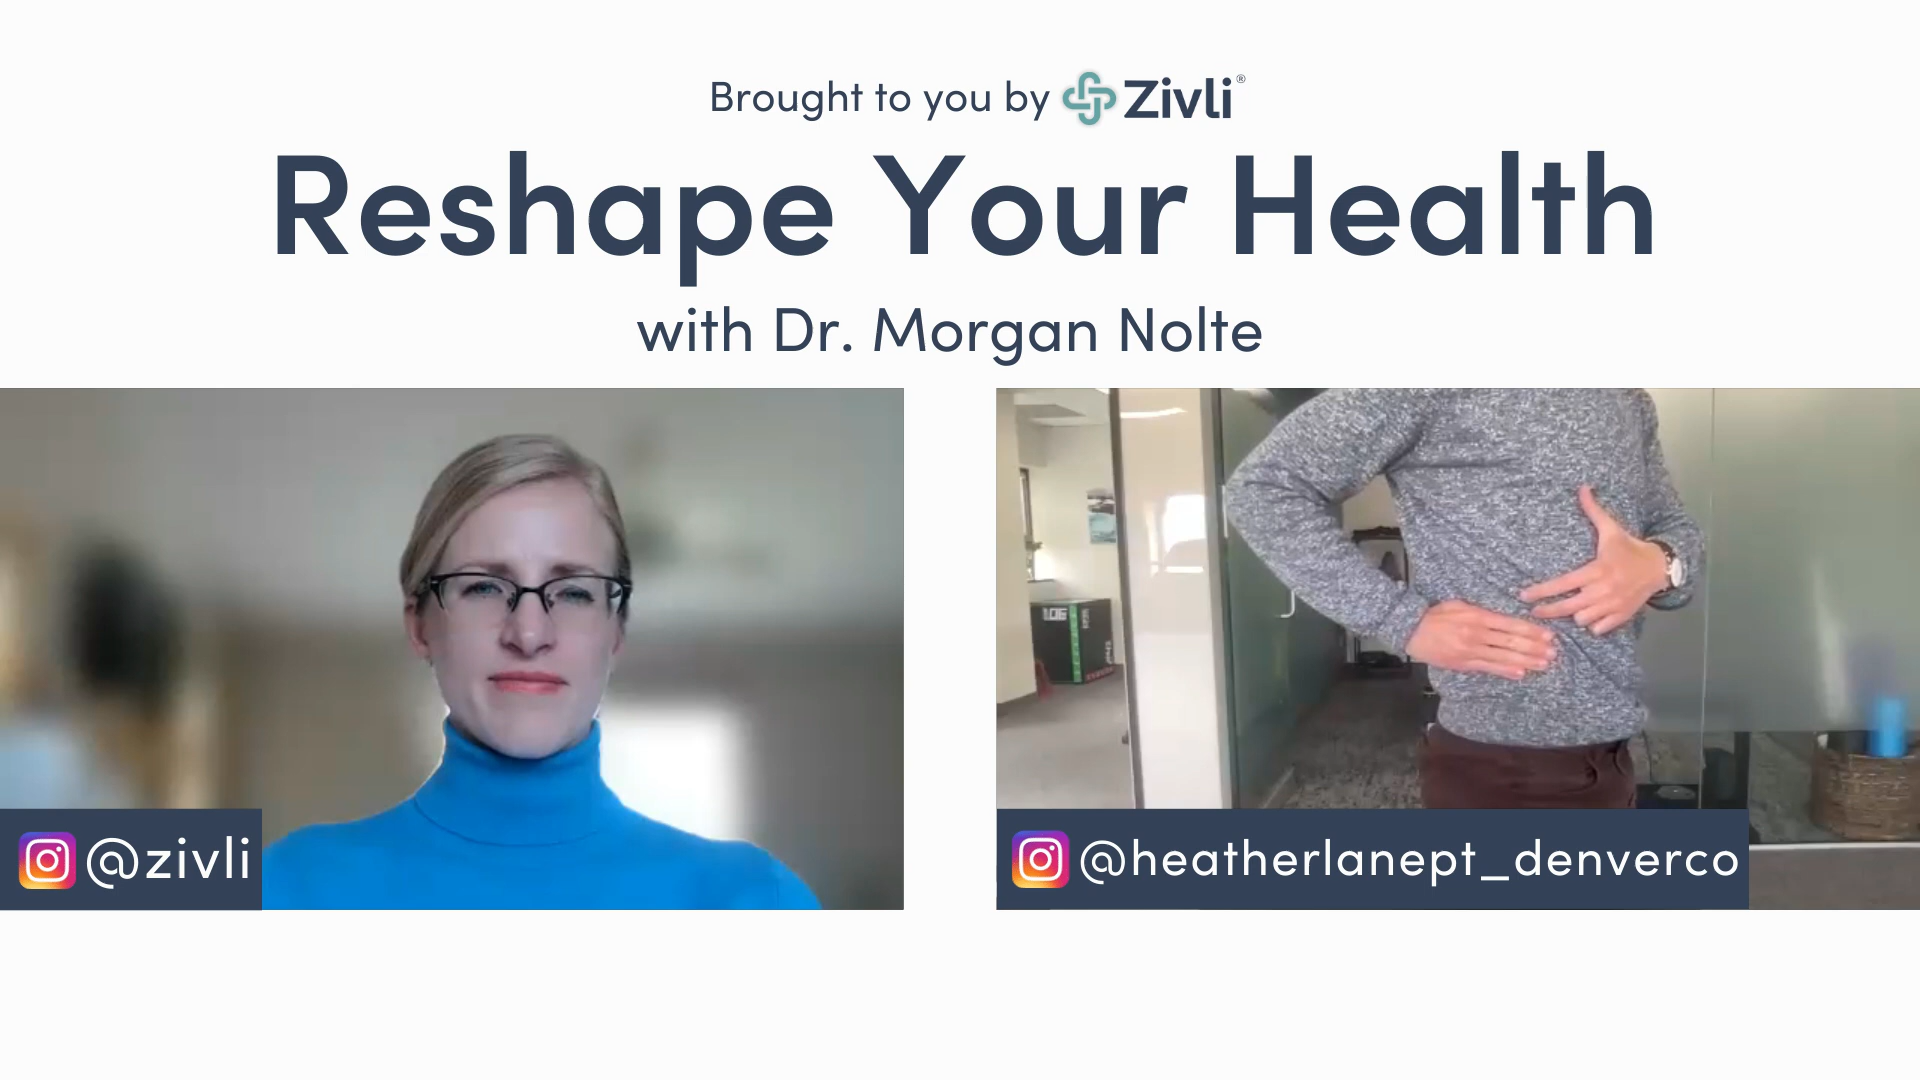 Brought to you by Zivli®
Reshape Your Health
with Dr. Morgan Nolte
@zivli
@heatherlanept_denverco